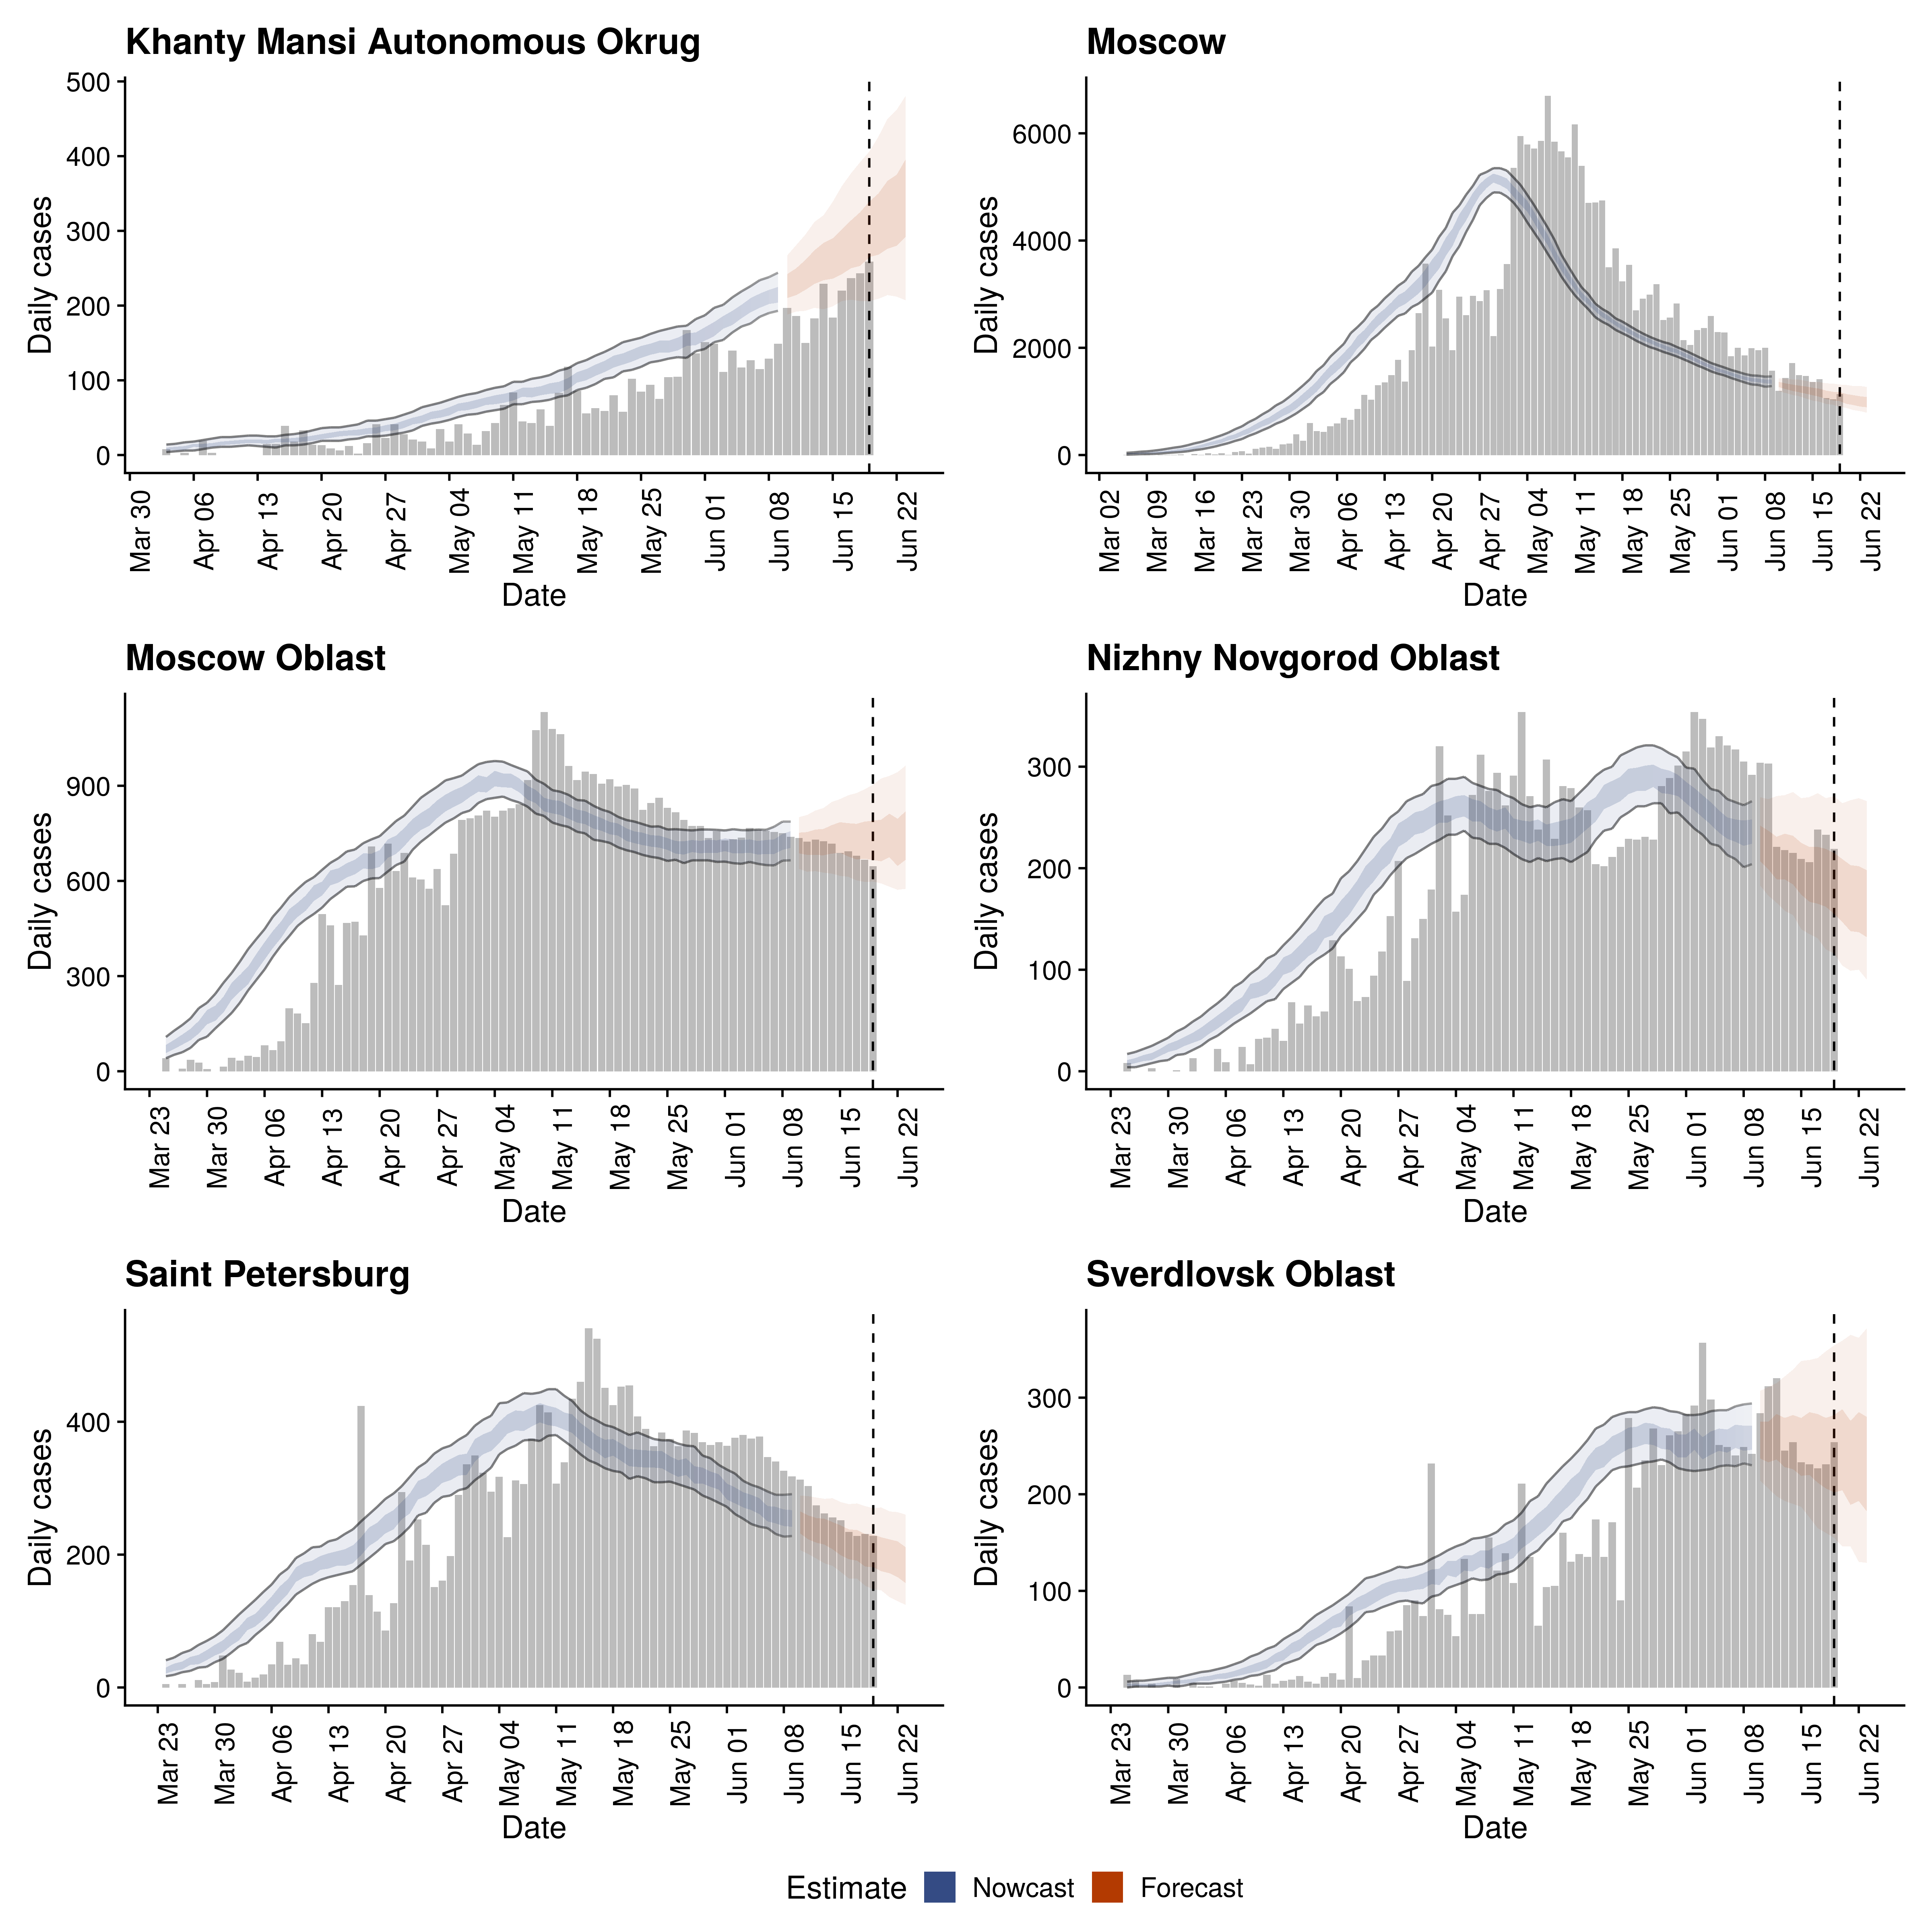 Khanty Mansi Autonomous Okrug
Daily cases
500
400
300
200
100
0
Mar 30
Apr 06
Apr 13
Apr 20
Apr 27
May 04
May 11
May 18
May 25
Jun 01
Jun 08
Jun 15
Jun 22
Date
Moscow
Daily cases
6000
4000
2000
0
Mar 02
Mar 09
Mar 16
Mar 23
Mar 30
Apr 06
Apr 13
Apr 20
Apr 27
May 04
May 11
May 18
May 25
Jun 01
Jun 08
Jun 15
Jun 22
Date
Moscow Oblast
Daily cases
900
600
300
0
Mar 23
Mar 30
Apr 06
Apr 13
Apr 20
Apr 27
May 04
May 11
May 18
May 25
Jun 01
Jun 08
Jun 15
Jun 22
Date
Nizhny Novgorod Oblast
Daily cases
300
200
100
0
Mar 23
Mar 30
Apr 06
Apr 13
Apr 20
Apr 27
May 04
May 11
May 18
May 25
Jun 01
Jun 08
Jun 15
Jun 22
Date
Saint Petersburg
Daily cases
400
200
0
Mar 23
Mar 30
Apr 06
Apr 13
Apr 20
Apr 27
May 04
May 11
May 18
May 25
Jun 01
Jun 08
Jun 15
Jun 22
Date
Sverdlovsk Oblast
Daily cases
300
200
100
0
Mar 23
Mar 30
Apr 06
Apr 13
Apr 20
Apr 27
May 04
May 11
May 18
May 25
Jun 01
Jun 08
Jun 15
Jun 22
Date
Estimate Nowcast Forecast